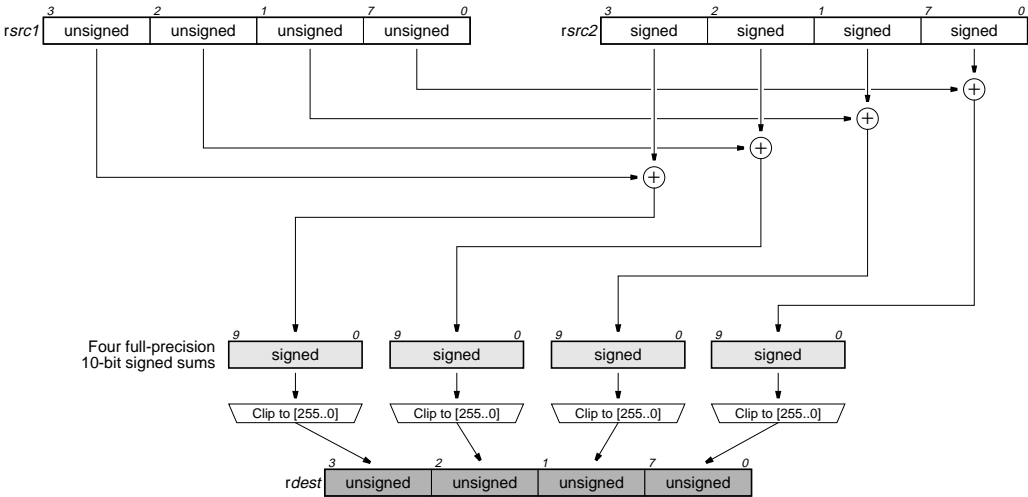 3 2 1 7 0 3 2 1 7 0
rsrc1 unsigned unsigned unsigned unsigned rsrc2 signed signed signed signed
+
+
+
+
9 0 9 0 9 0 9 0
Four full-precision
10-bit signed sums
signed signed signed signed
Clip to [255..0] Clip to [255..0] Clip to [255..0] Clip to [255..0]
3 2 1 7 0
rdest unsigned unsigned unsigned unsigned